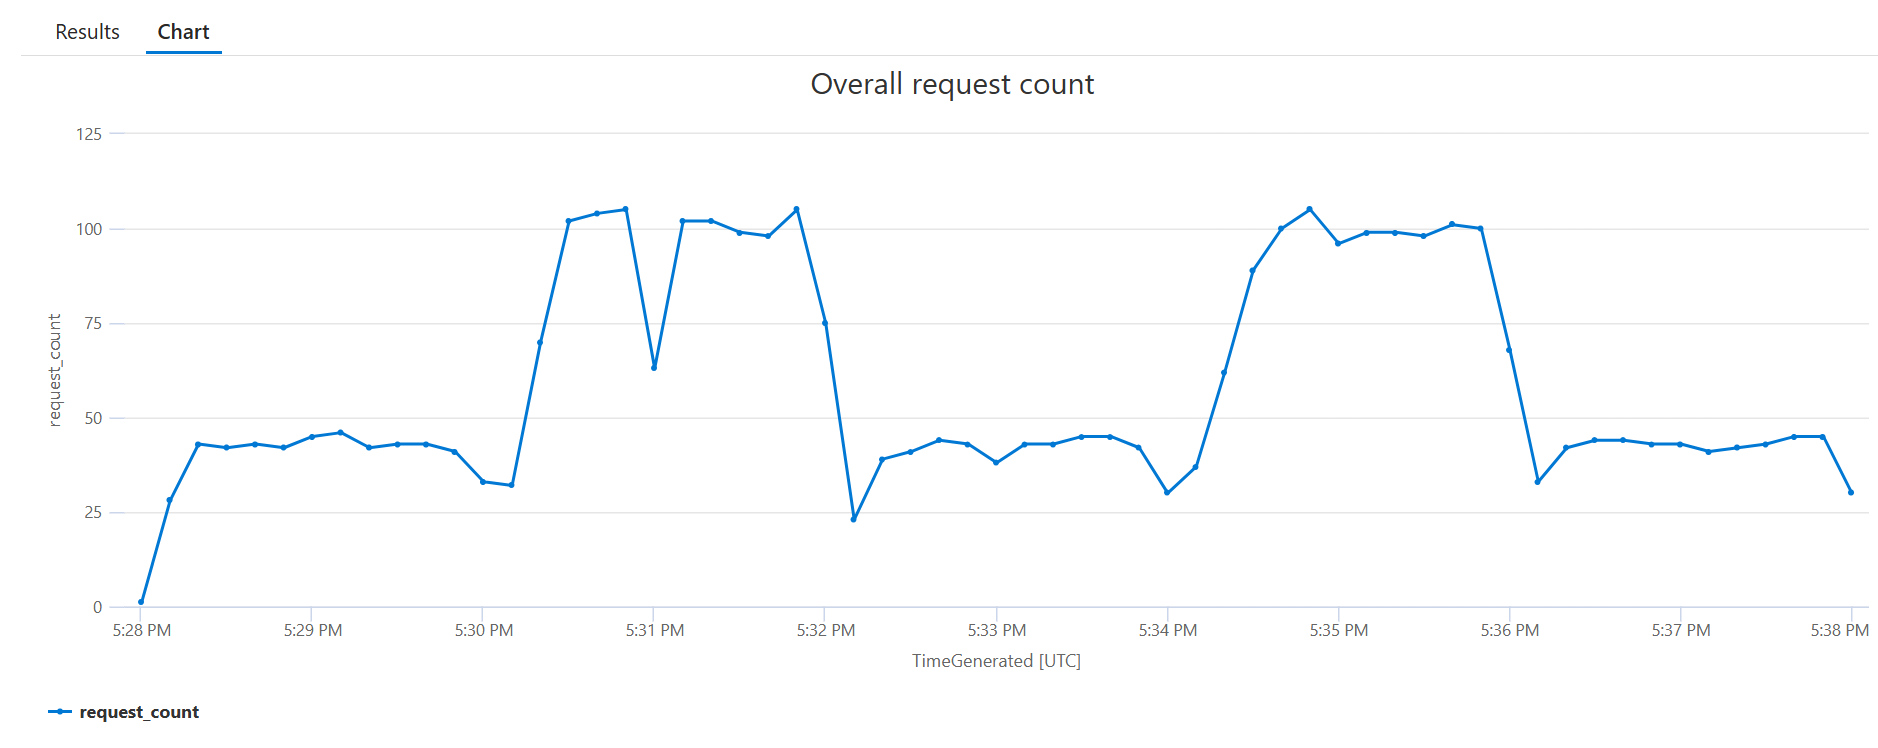 Results Chart
Overall request count
125
100
75
50
25
0
request_count
5:28 PM 5:29 PM 5:30 PM 5:31 PM 5:32 PM 5:33 PM 5:34 PM 5:35 PM 5:36 PM 5:37 PM 5:38 PM
TimeGenerated [UTC]
request_count